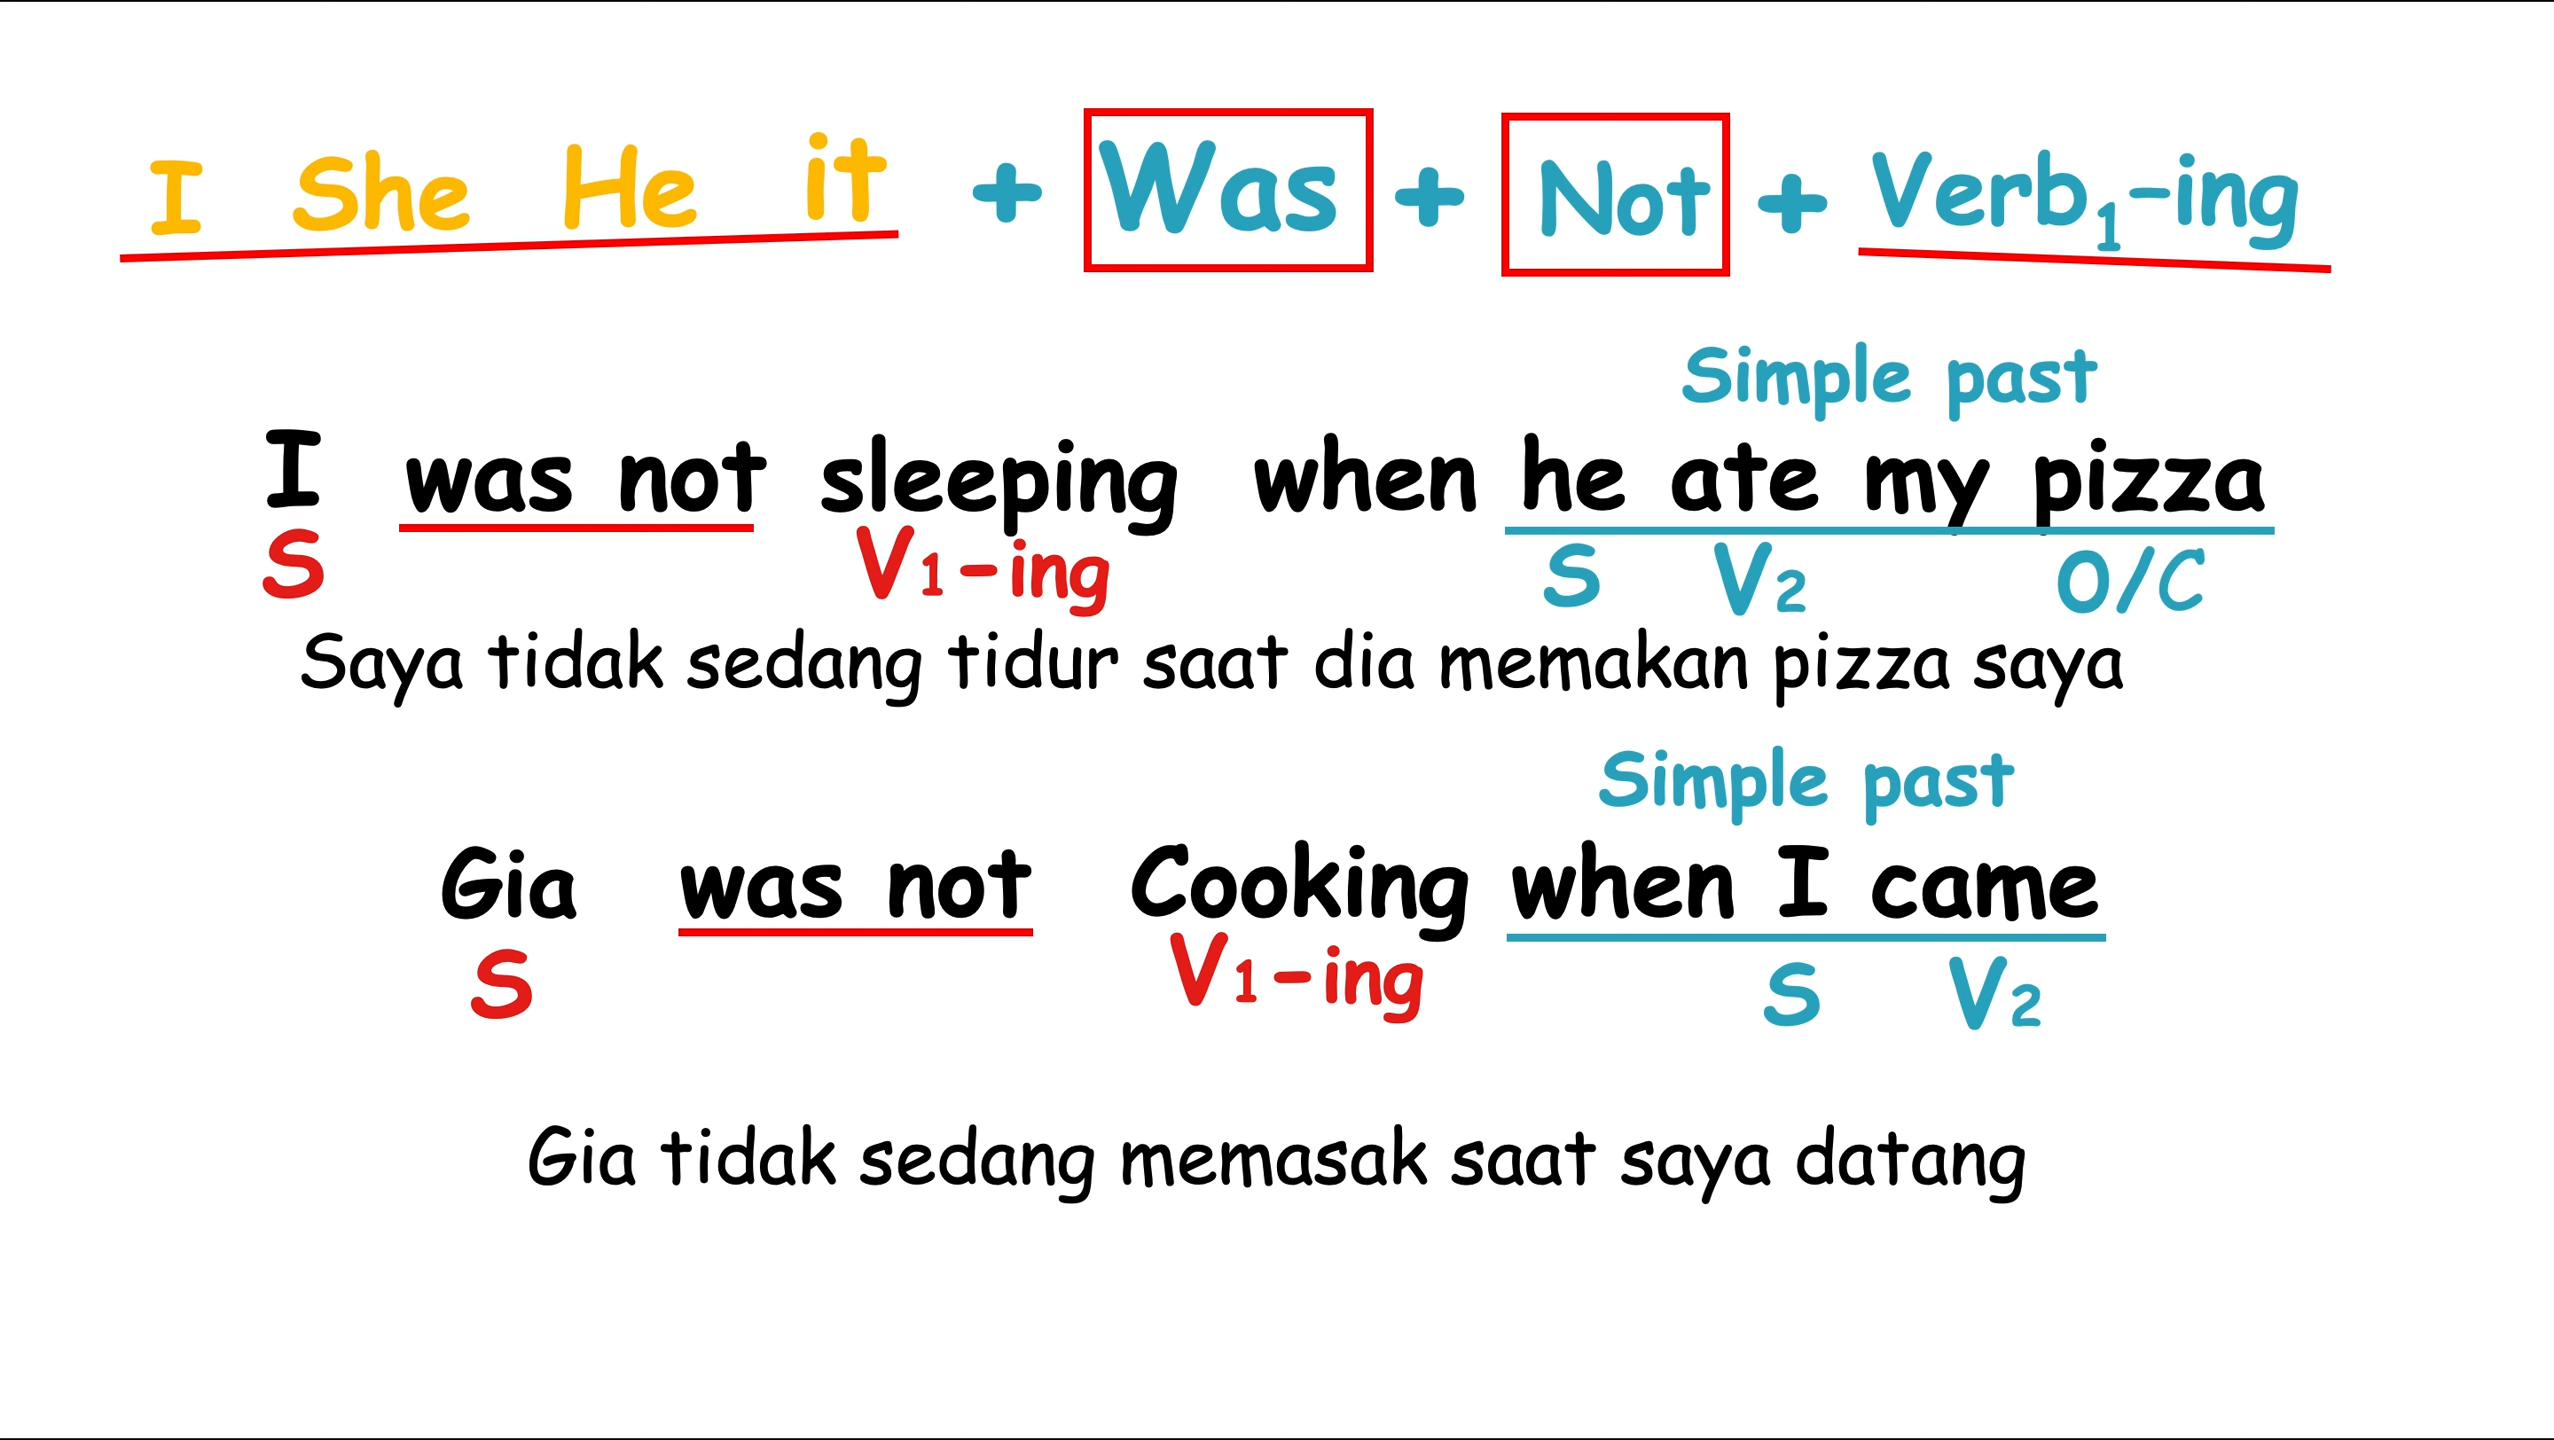 I She He it + Was + Not + Verb1-ing
Simple past
I was not sleeping when he ate my pizza
S V1-ing S V2 O/C
Saya tidak sedang tidur saat dia memakan pizza saya
Simple past
Gia was not Cooking when I came
S V1-ing S V2
Gia tidak sedang memasak saat saya datang